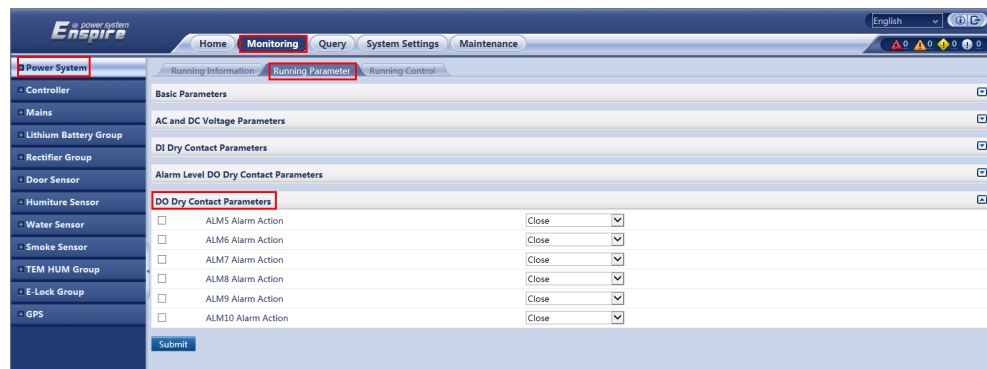 e power system
Enspire
English
Home Monitoring Query System Settings Maintenance
0 0 0 0
Power System
Running Information Running Parameter Running Control
Controller
Basic Parameters
Mains
AC and DC Voltage Parameters
Lithium Battery Group
DI Dry Contact Parameters
Rectifier Group
Door Sensor
Alarm Level DO Dry Contact Parameters
Humiture Sensor
DO Dry Contact Parameters
Water Sensor
ALM5 Alarm Action Close
Smoke Sensor
ALM6 Alarm Action Close
TEM HUM Group
ALM7 Alarm Action Close
ALM8 Alarm Action Close
E-Lock Group
ALM9 Alarm Action Close
GPS
ALM10 Alarm Action Close
Submit